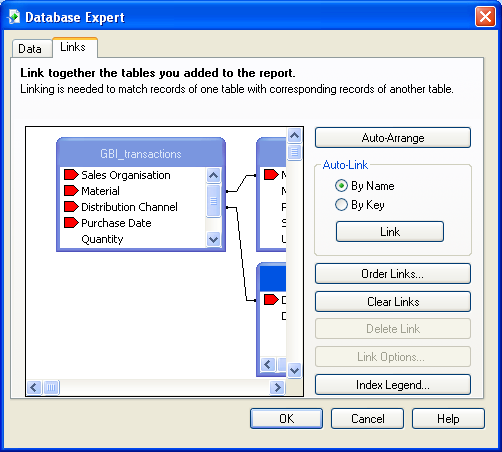 Database Expert
Data
Links
Link together the tables you added to the report.
Linking is needed to match records of one table with corresponding records of another table.
GBI_transactions
Sales Organisation
Material
Distribution Channel
Purchase Date
Quantity
Auto-Arrange
Auto-Link
By Name
By Key
Link
Order Links...
Clear Links
Delete Link
Link Options...
Index Legend...
OK
Cancel
Help